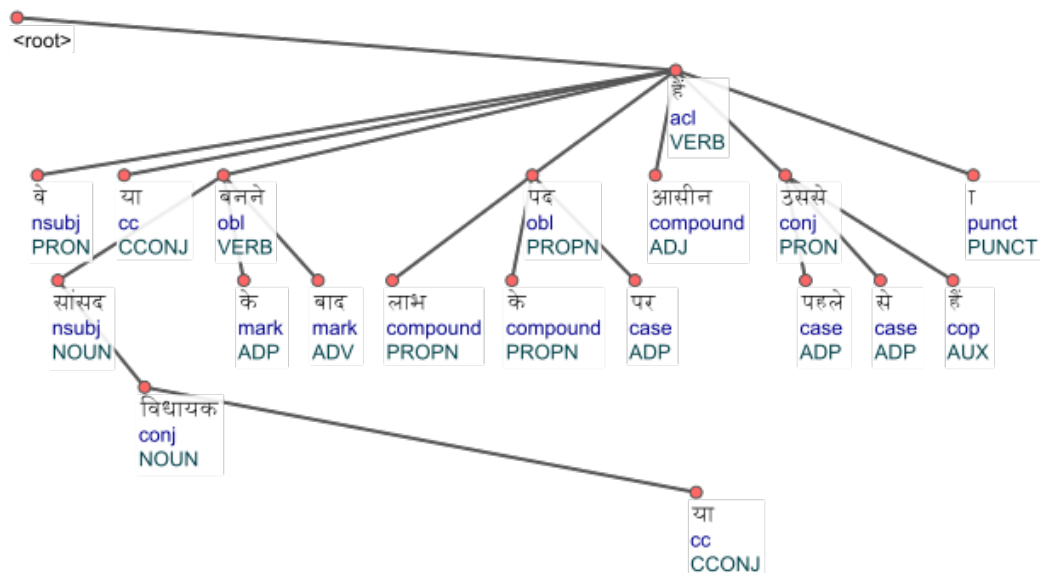 <root>
हैं
acl
VERB
वे
nsubj
PRON
या
cc
CCONJ
बनने
obl
VERB
पद
obl
PROPN
आसीन
compound
ADJ
उससे
conj
PRON
ा
punct
PUNCT
सांसद
nsubj
NOUN
के
mark
ADP
बाद
mark
ADV
लाभ
compound
PROPN
के
compound
PROPN
पर
case
ADP
पहले
case
ADP
से
case
ADP
हैं
cop
AUX
विधायक
conj
NOUN
या
cc
CCONJ